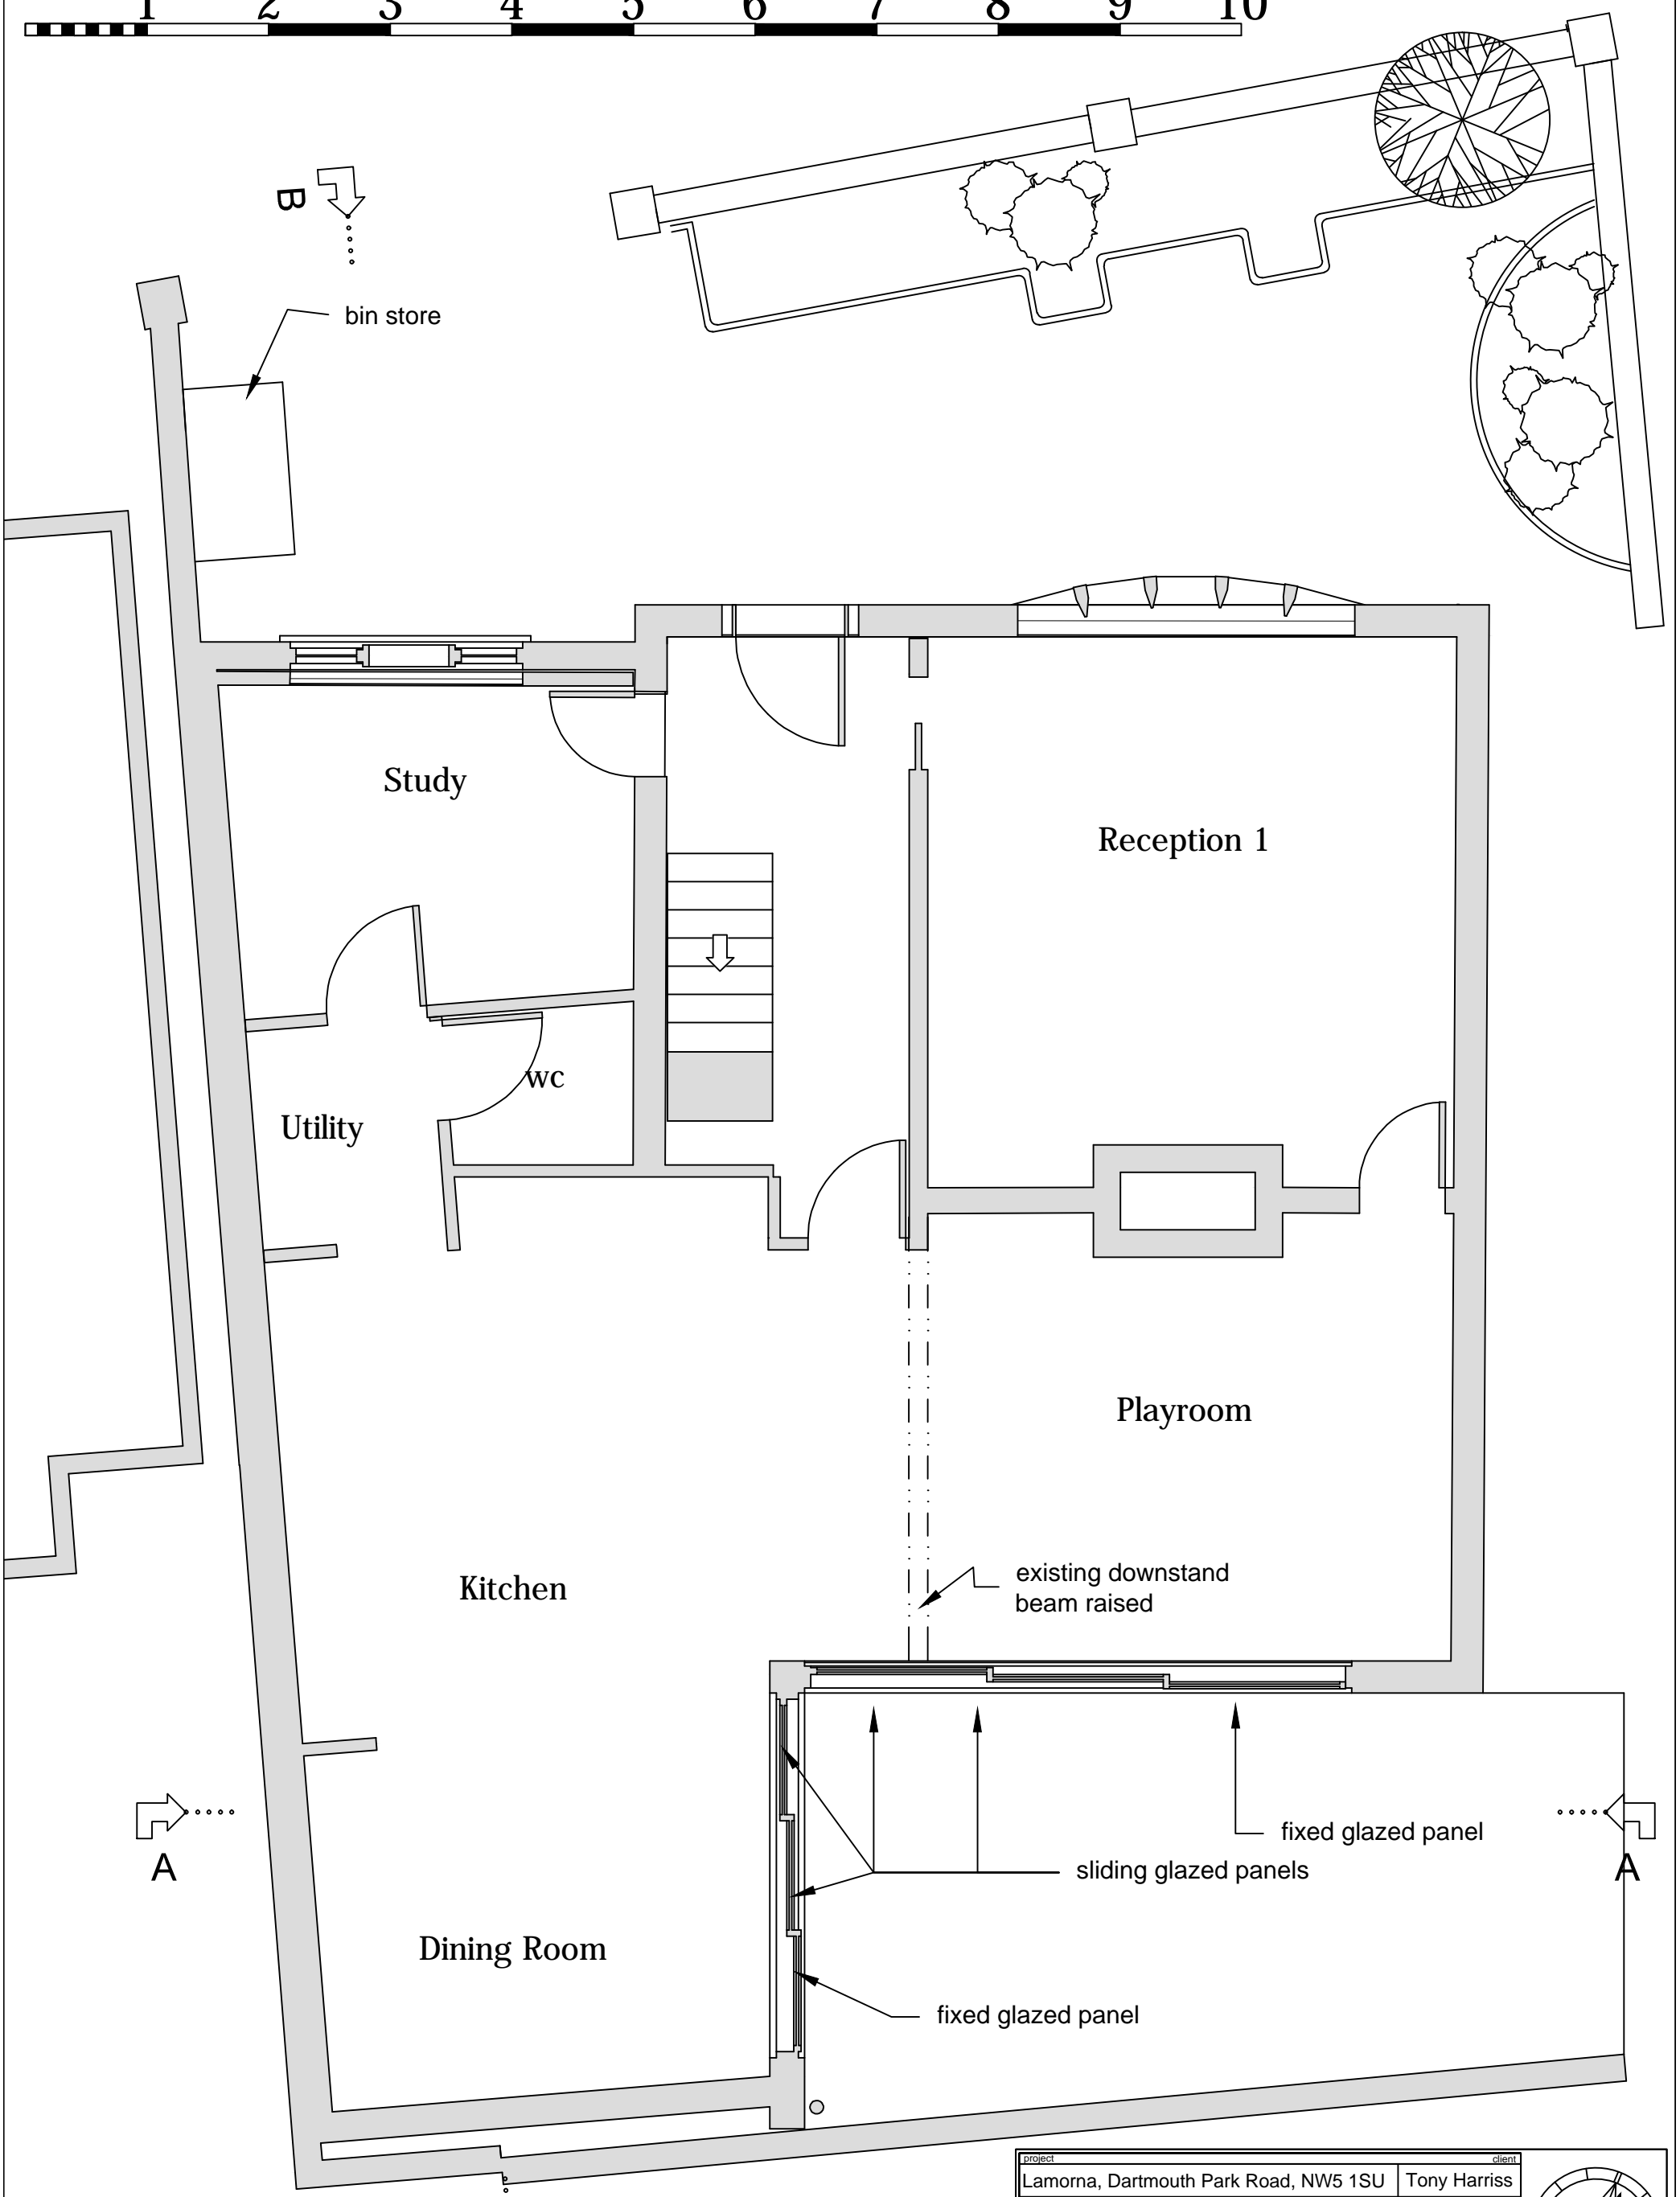 1 2 3 4 5 6 7 8 9 10
B
bin store
Study
Reception 1
wc
Utility
Playroom
existing downstand
beam raised
Kitchen
fixed glazed panel
A
sliding glazed panels
A
Dining Room
fixed glazed panel
project client
Lamorna, Dartmouth Park Road, NW5 1SU Tony Harriss